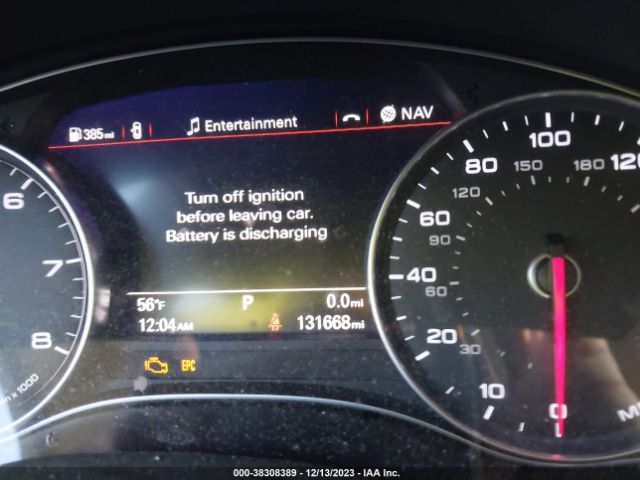 385mi
Entertainment
NAV
Turn off ignition
before leaving car.
Battery is discharging
56°F P 0.0mi
12:04AM 131668mi
EPC
6
7
8
x 1000
0
10
20
30
40
60
60
90
80
120
100
150
180
120
000-38308389 - 12/13/2023 - IAA Inc.